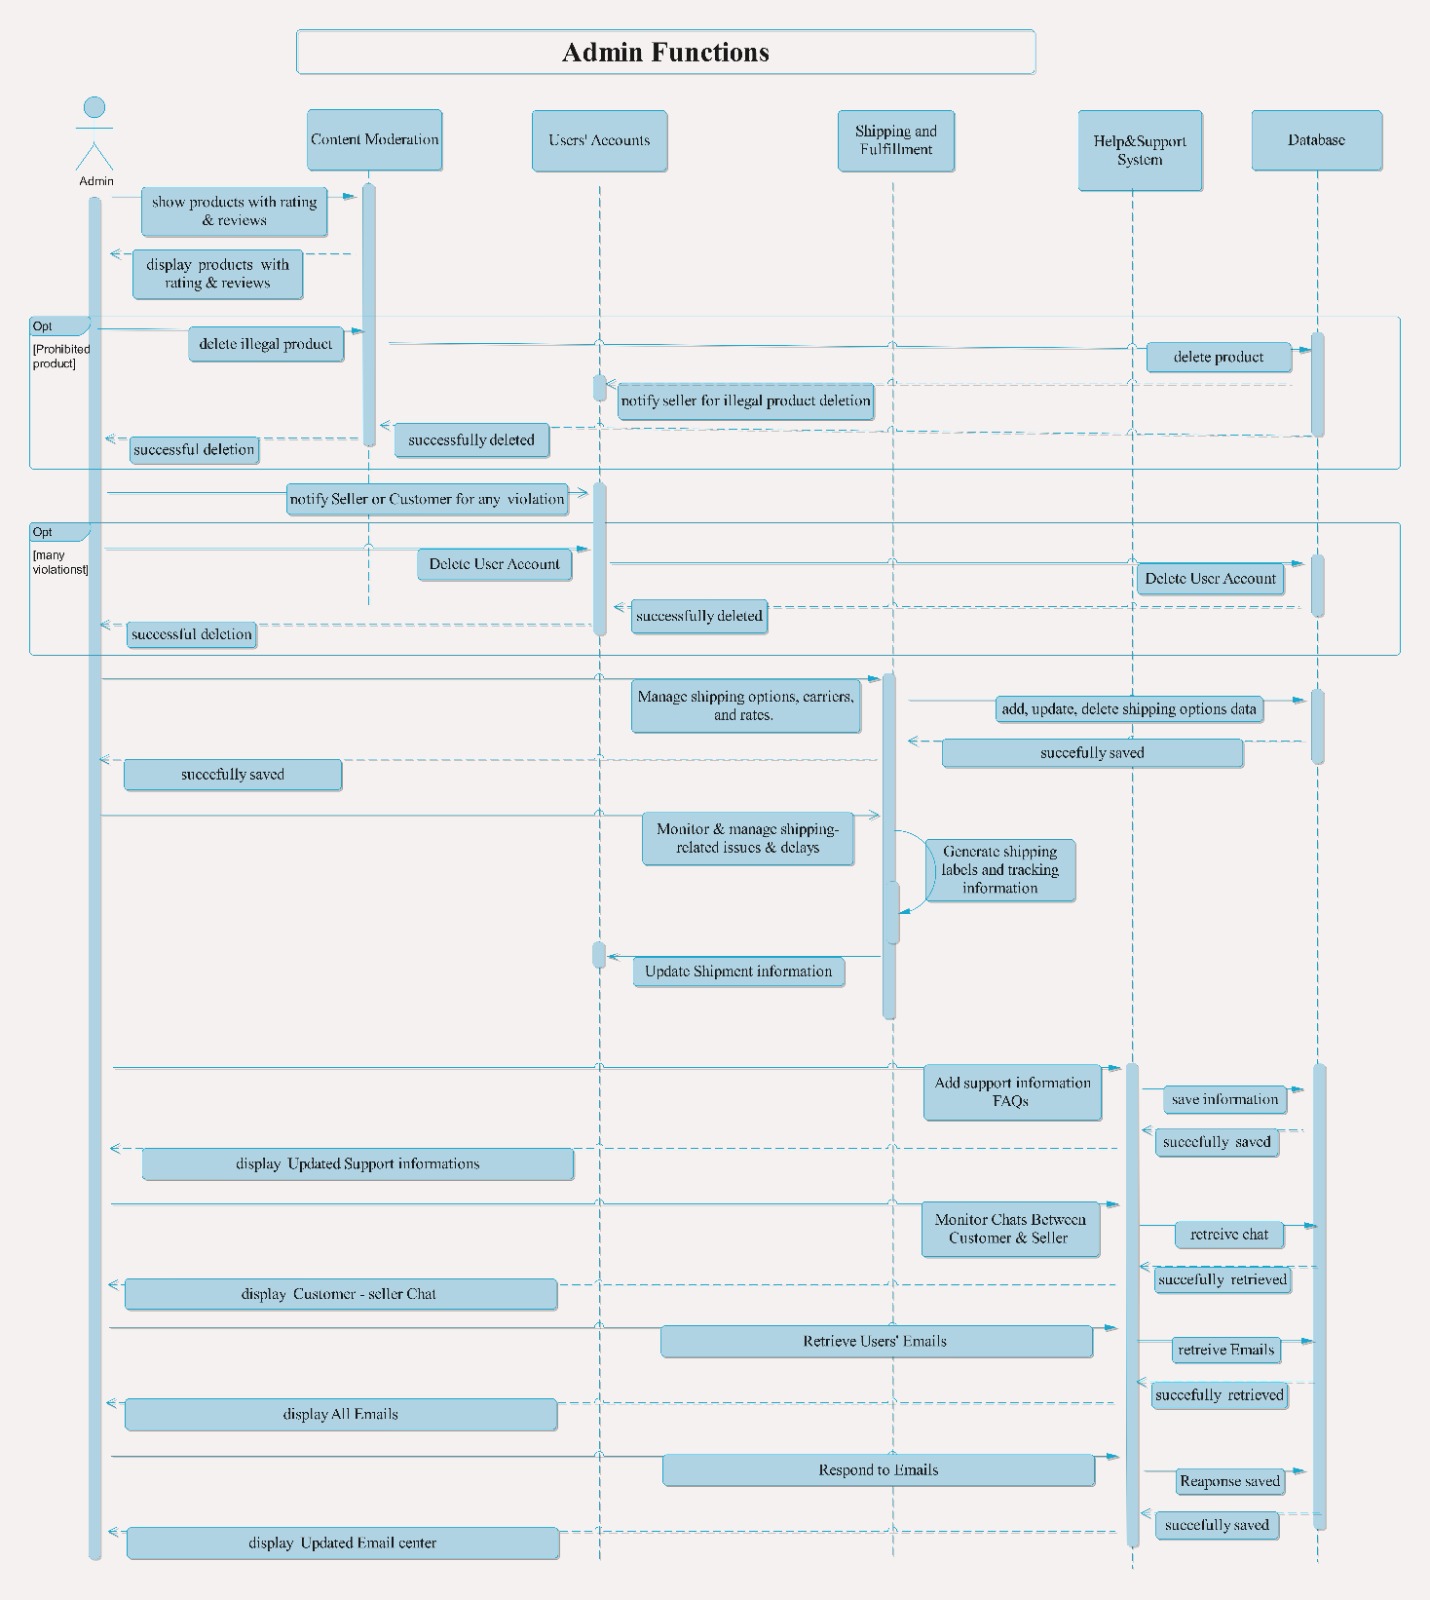 Admin Functions
Admin
Content Moderation
Users' Accounts
Shipping and
Fulfillment
Help&Support
System
Database
show products with rating
& reviews
display products with
rating & reviews
Opt
[Prohibited
product]
delete illegal product
delete product
notify seller for illegal product deletion
successfully deleted
successful deletion
notify Seller or Customer for any violation
Opt
[many
violationst]
Delete User Account
Delete User Account
successfully deleted
successful deletion
Manage shipping options, carriers,
and rates.
add, update, delete shipping options data
succefully saved
succefully saved
Monitor & manage shipping-
related issues & delays
Generate shipping
labels and tracking
information
Update Shipment information
Add support information
FAQs
save information
succefully saved
display Updated Support informations
Monitor Chats Between
Customer & Seller
retreive chat
succefully retrieved
display Customer - seller Chat
Retrieve Users' Emails
retreive Emails
succefully retrieved
display All Emails
Respond to Emails
Reaponse saved
succefully saved
display Updated Email center